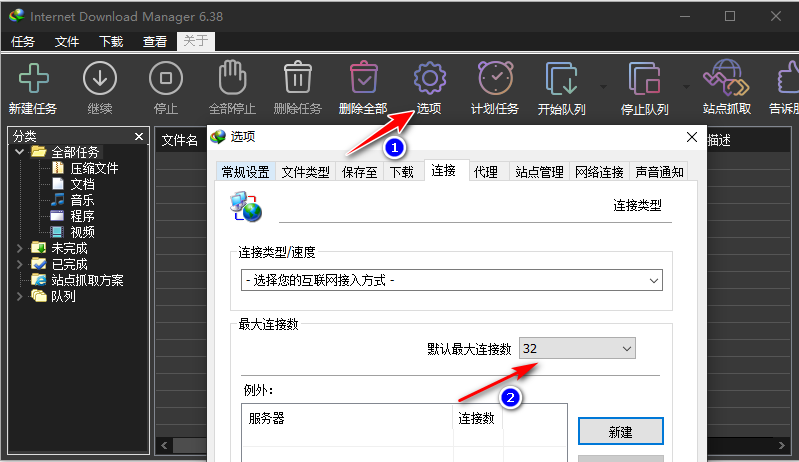 Internet Download Manager 6.38
任务 文件 下载 查看 关于
新建任务 继续 停止 全部停止 删除任务 删除全部 选项 计划任务 开始队列 停止队列 站点抓取 告诉朋
1
分类
文件名
描述
全部任务
压缩文件
文档
音乐
程序
视频
未完成
已完成
站点抓取方案
队列
选项
常规设置 文件类型 保存至 下载 连接 代理 站点管理 网络连接 声音通知
连接类型
连接类型/速度
- 选择您的互联网接入方式 -
最大连接数
默认最大连接数 32
2
例外：
服务器 连接数
新建